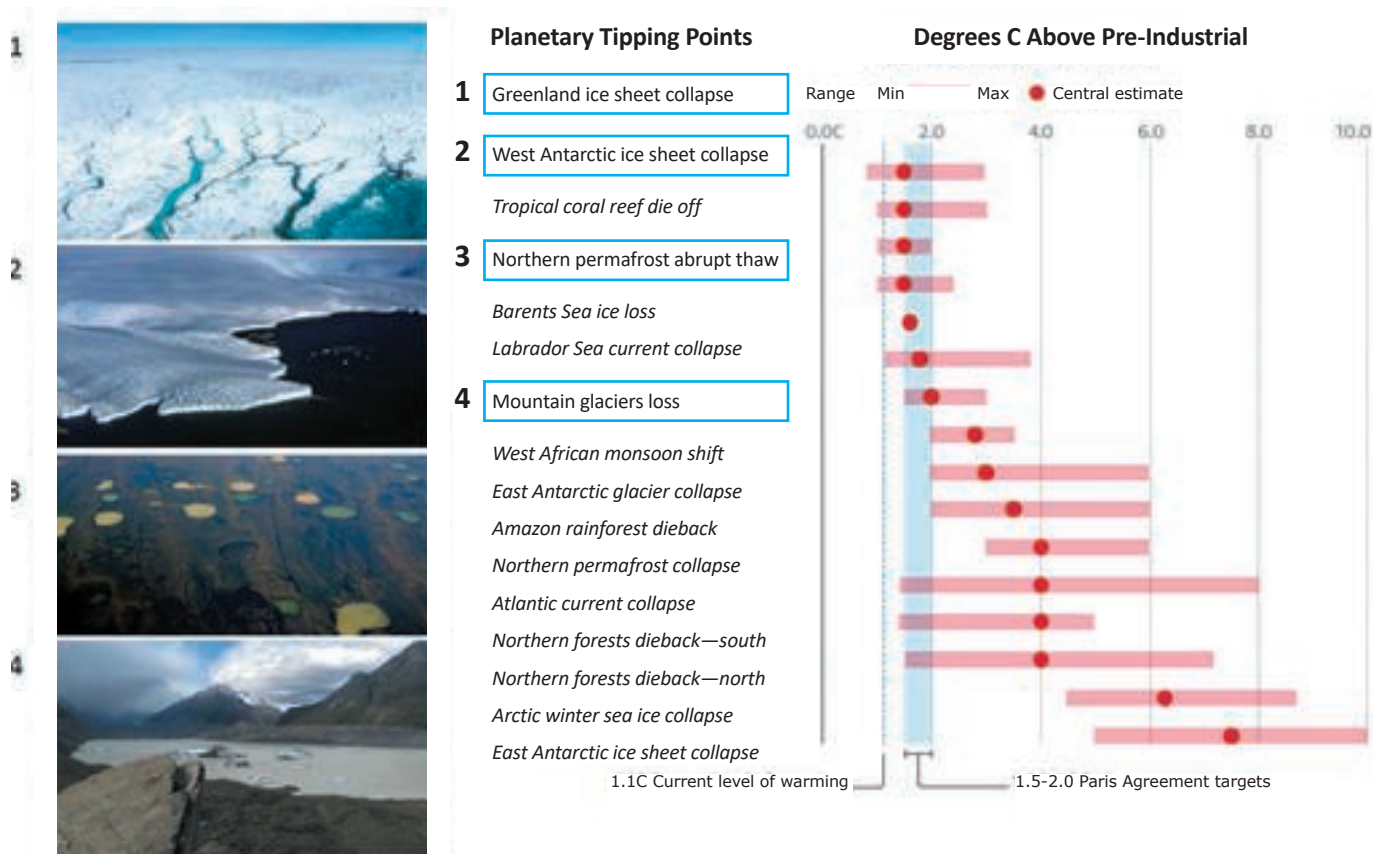 Planetary Tipping Points
Degrees C Above Pre-Industrial
1
1 Greenland ice sheet collapse
Range Min Max Central estimate
0.0C 2.0 4.0 6.0 8.0 10.0
2 West Antarctic ice sheet collapse
Tropical coral reef die off
2
3 Northern permafrost abrupt thaw
Barents Sea ice loss
Labrador Sea current collapse
4 Mountain glaciers loss
West African monsoon shift
3
East Antarctic glacier collapse
Amazon rainforest dieback
Northern permafrost collapse
Atlantic current collapse
Northern forests dieback—south
4
Northern forests dieback—north
Arctic winter sea ice collapse
East Antarctic ice sheet collapse
1.1C Current level of warming
1.5-2.0 Paris Agreement targets